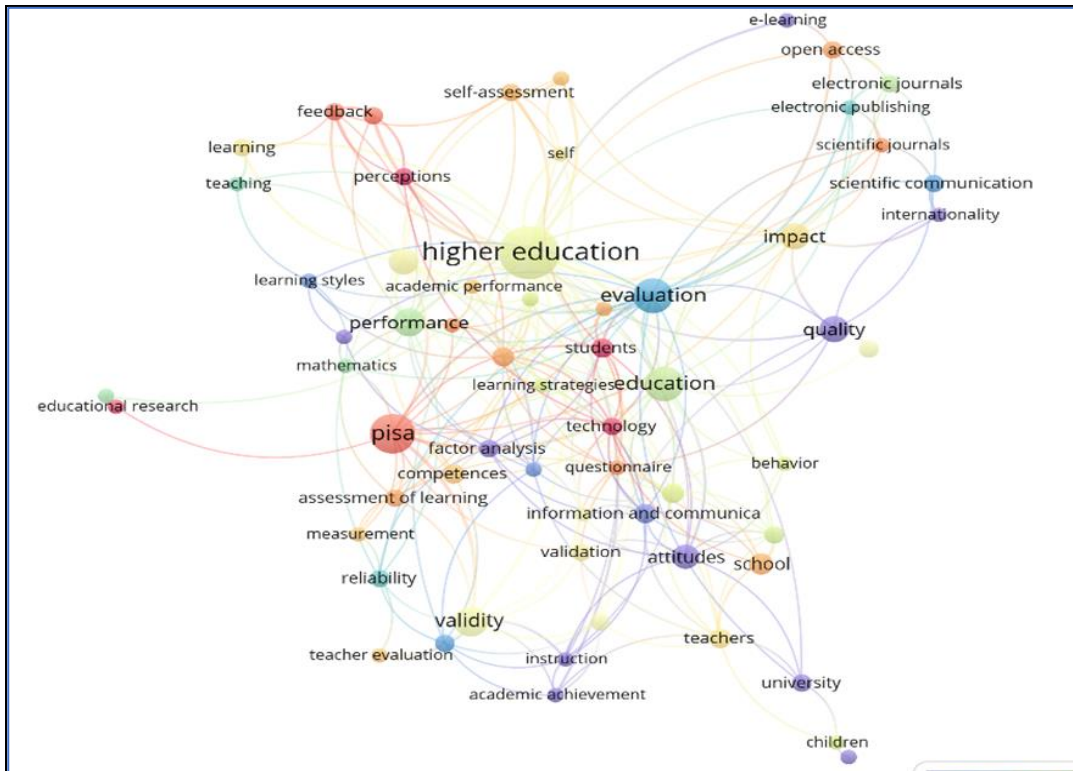 e-learning
open access
electronic journals
self-assessment
electronic publishing
feedback
scientific journals
learning
self
perceptions
teaching
scientific communication
internationality
impact
higher education
learning styles
academic performance
evaluation
performance
quality
students
mathematics
learning strategies
education
educational research
pisa
technology
factor analysis
behavior
questionnaire
competences
assessment of learning
information and communica
measurement
validation
attitudes
school
reliability
validity
teachers
teacher evaluation
instruction
university
academic achievement
children